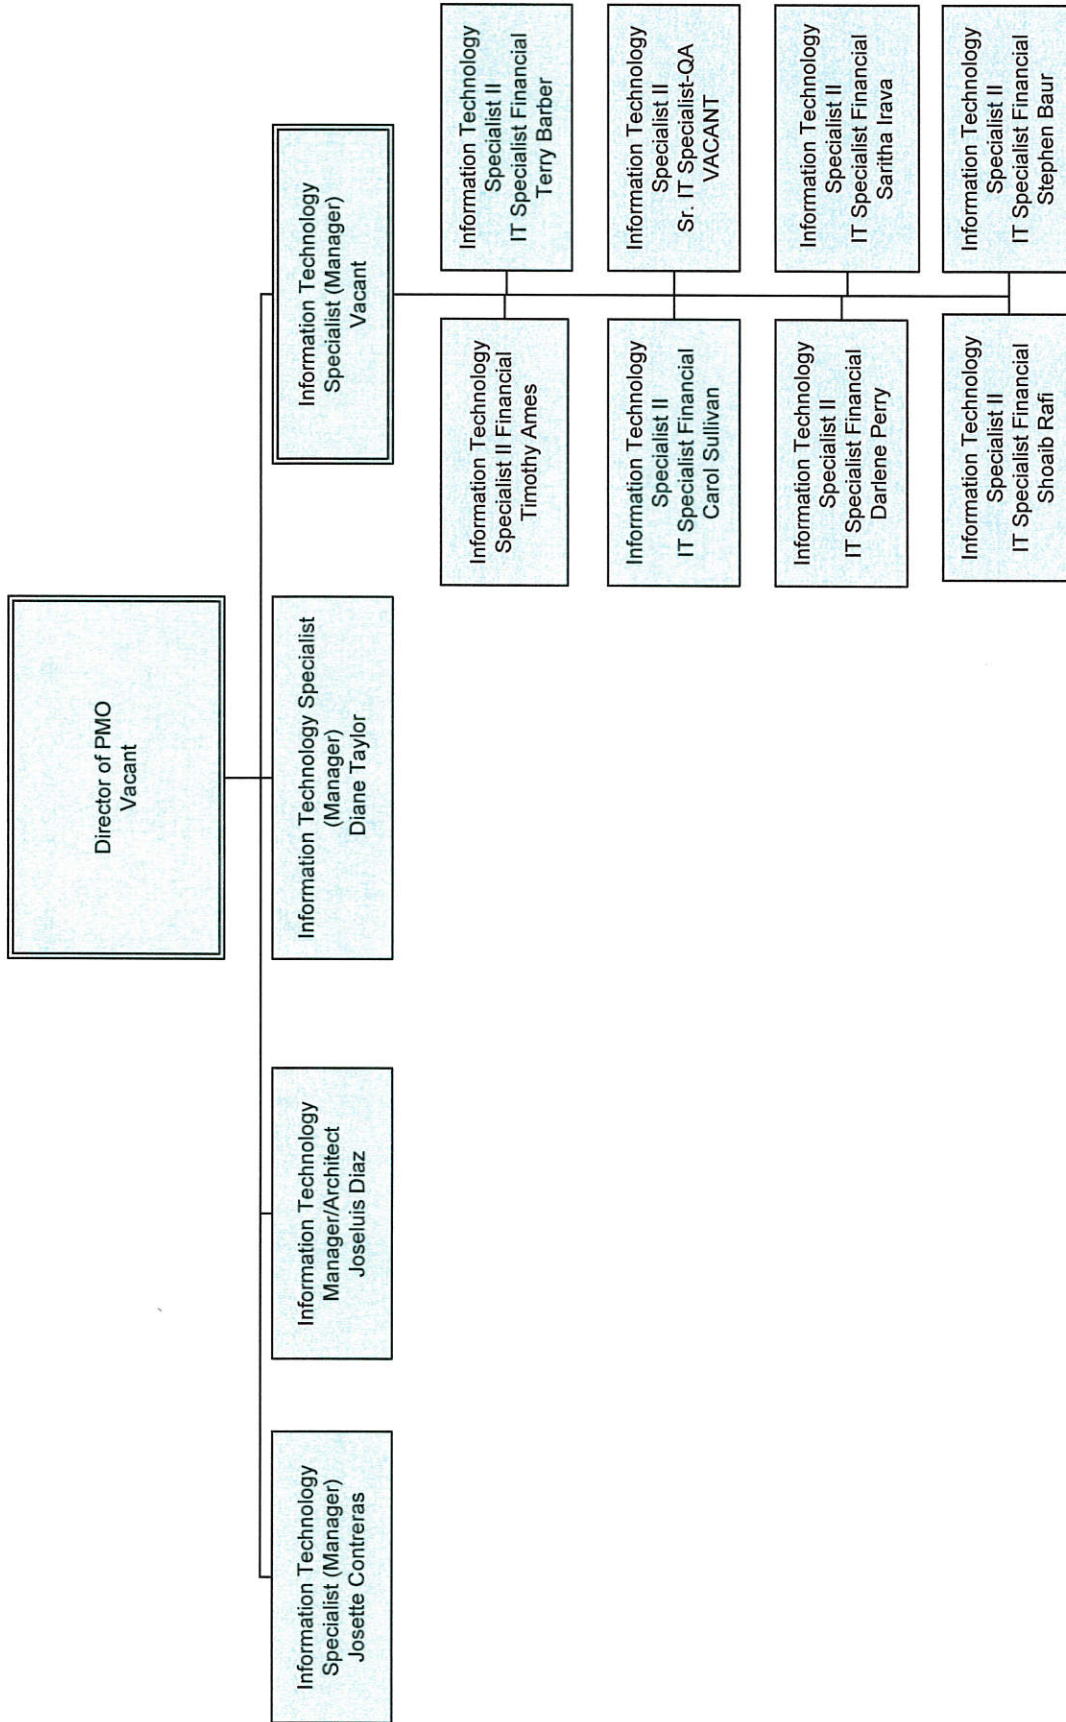 Director of PMO
Vacant
Information Technology
Specialist (Manager)
Josette Contreras
Information Technology
Manager/Architect
Joseluis Diaz
Information Technology Specialist
(Manager)
Diane Taylor
Information Technology
Specialist (Manager)
Vacant
Information Technology
Specialist II Financial
Timothy Ames
Information Technology
Specialist II
IT Specialist Financial
Terry Barber
Information Technology
Specialist II
IT Specialist Financial
Carol Sullivan
Information Technology
Specialist II
Sr. IT Specialist-QA
VACANT
Information Technology
Specialist II
IT Specialist Financial
Darlene Perry
Information Technology
Specialist II
IT Specialist Financial
Saritha Irava
Information Technology
Specialist II
IT Specialist Financial
Shoaib Rafi
Information Technology
Specialist II
IT Specialist Financial
Stephen Baur